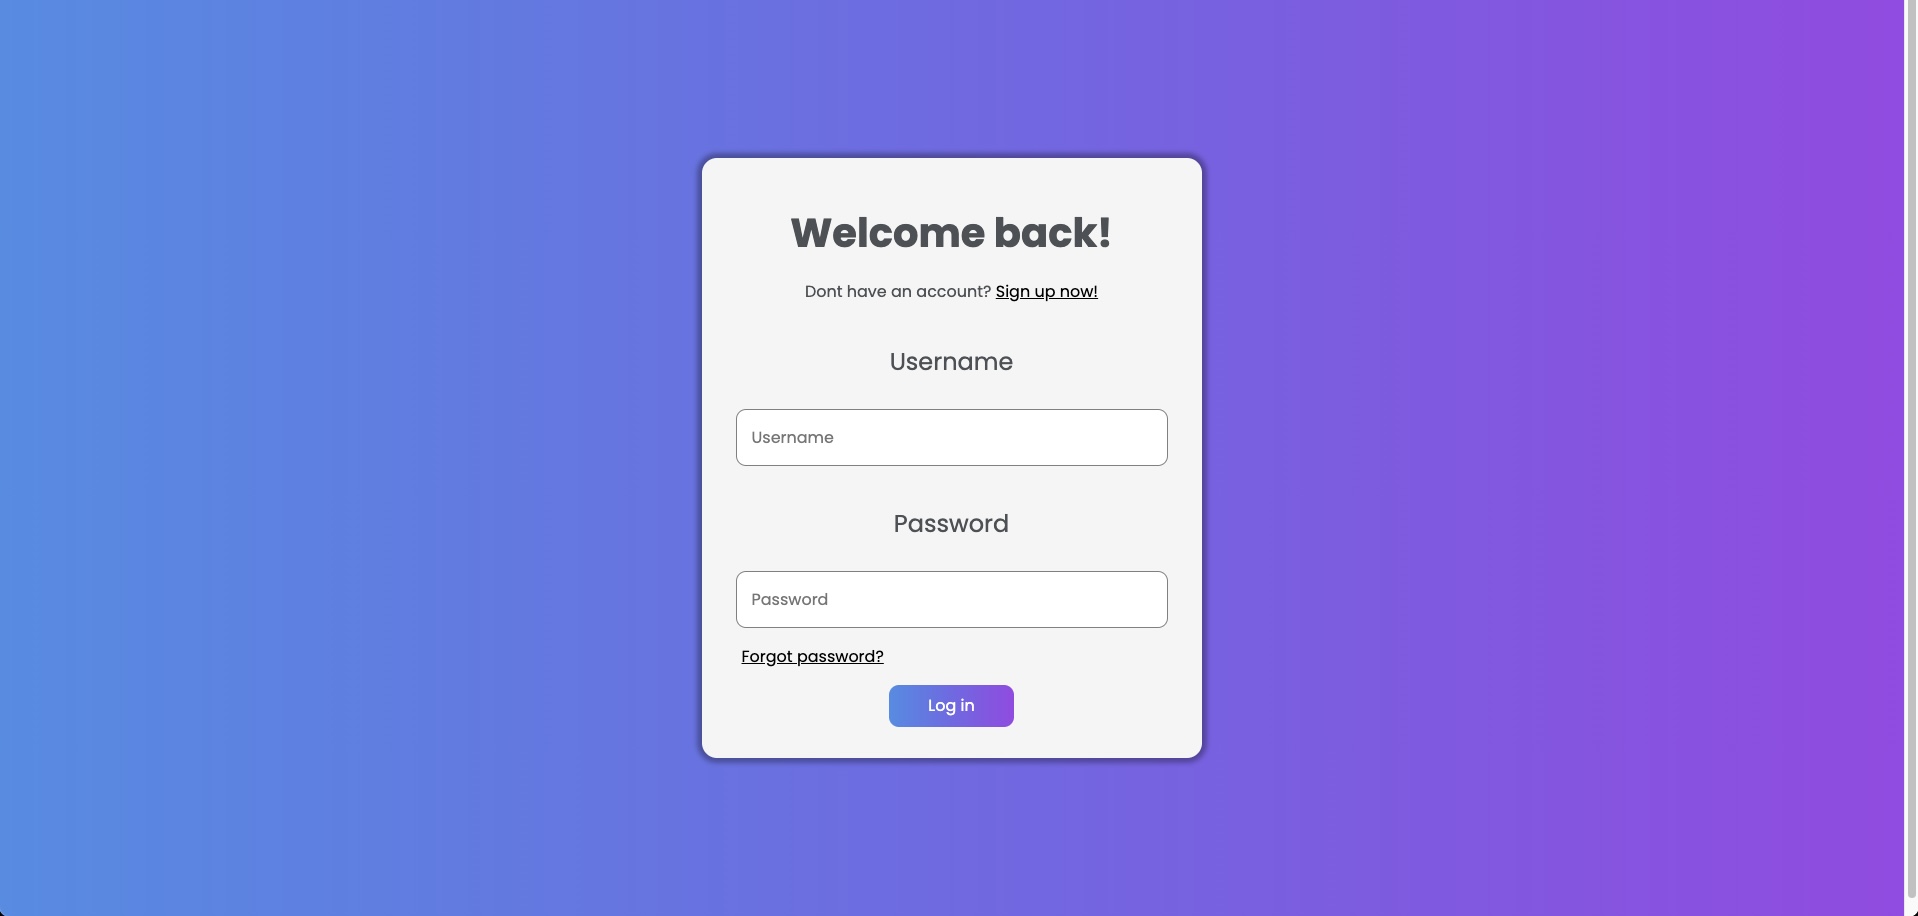 Welcome back!
Dont have an account? Sign up now!
Username
Username
Password
Password
Forgot password?
Log in